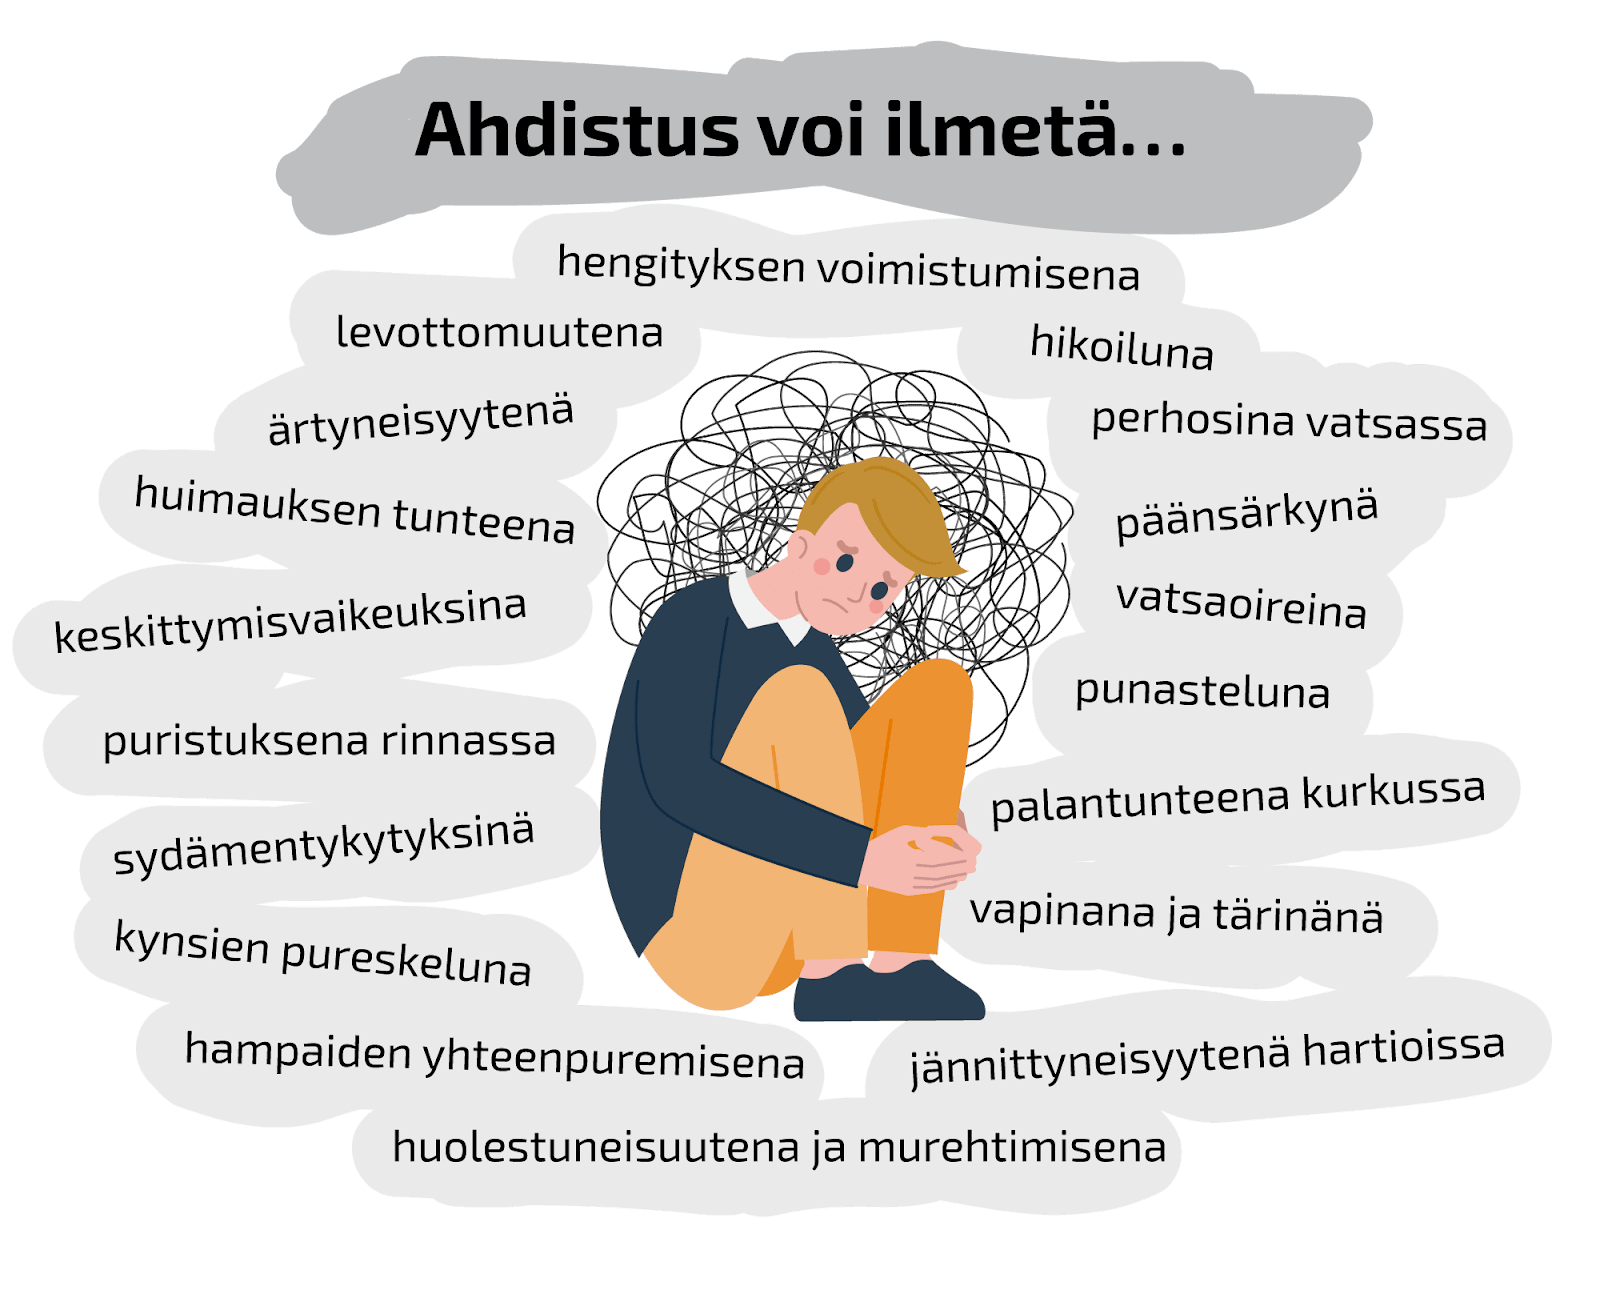 Ahdistus voi ilmetä...
hengityksen voimistumisena
levottomuutena
hikoiluna
ärtyneisyytenä
perhosina vatsassa
huimauksen tunteena
päänsärkynä
keskittymisvaikeuksina
vatsaoireina
punasteluna
puristuksena rinnassa
palantunteena kurkussa
sydämentykytyksinä
vapinana ja tärinänä
kynsien pureskeluna
hampaiden yhteenpuremisena
jännittyneisyytenä hartioissa
huolestuneisuutena ja murehtimisena